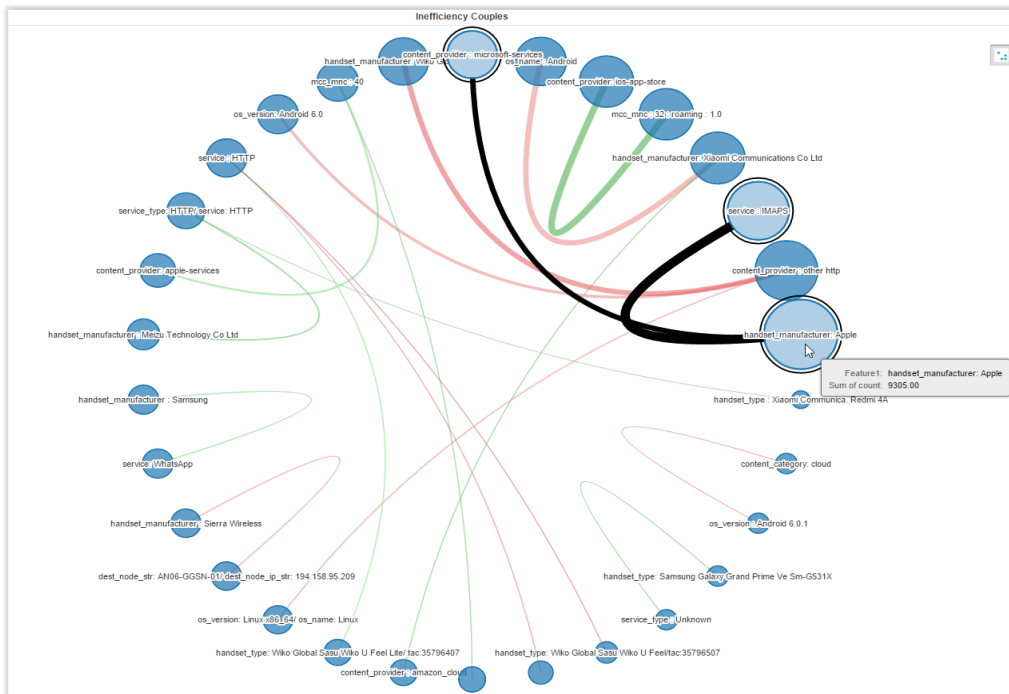 Inefficiency Couples
content_provider : microsoft-services
handset_manufacturer: Wiko G
os_name: Android
mcc_mnc : 40
content_provider: ios-app-store
os_version: Android 6.0
mcc_mnc : 32; roaming : 1.0
service : HTTP
handset_manufacturer: Xiaomi Communications Co Ltd
service_type: HTTP/ service: HTTP
service : IMAPS
content_provider: apple-services
content_provider : other http
handset_manufacturer : Meizu Technology Co Ltd
handset_manufacturer: Apple
Feature1: handset_manufacturer: Apple
Sum of count: 9305.00
handset_manufacturer : Samsung
handset_type : Xiaomi Communica. Redmi 4A
service: WhatsApp
content_category: cloud
handset_manufacturer : Sierra Wireless
os_version : Android 6.0.1
dest_node_str: AN06-GGSN-01/ dest_node_ip_str: 194.158.95.209
handset_type: Samsung Galaxy Grand Prime Ve Sm-G531X
os_version: Linux x86_64/ os_name: Linux
service_type : Unknown
handset_type: Wiko Global Sasu Wiko U Feel Lite/ tac:35796407
handset_type: Wiko Global Sasu Wiko U Feel/tac:35796507
content_provider : amazon_cloud